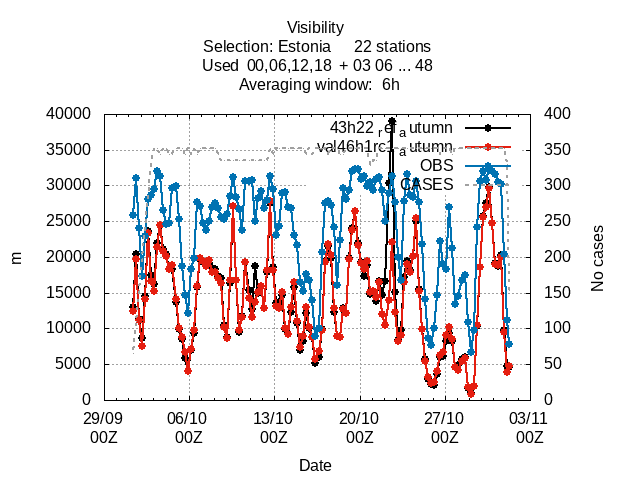 Visibility
Selection: Estonia 22 stations
Used 00,06,12,18 + 03 06 ... 48
Averaging window: 6h
40000
35000
30000
25000
20000
15000
10000
5000
0
m
400
350
300
250
200
150
100
50
0
No cases
43h22_ref_autumn
val46h1rc1_autumn
OBS
CASES
29/09 06/10 13/10 20/10 27/10 03/11
00Z 00Z 00Z 00Z 00Z 00Z
Date